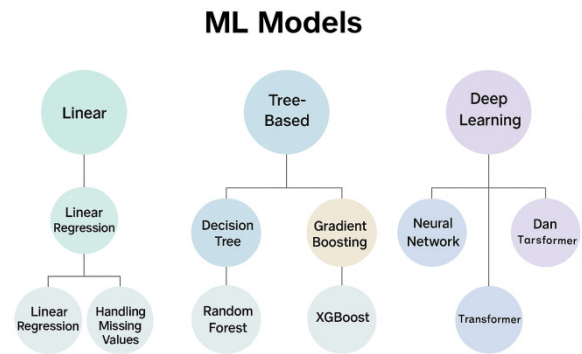 ML Models
Linear
Tree-
Based
Deep
Learning
Linear
Regression
Decision
Tree
Gradient
Boosting
Neural
Network
Dan
Tarsformer
Linear
Regression
Handling
Missing
Values
Random
Forest
XGBoost
Transformer